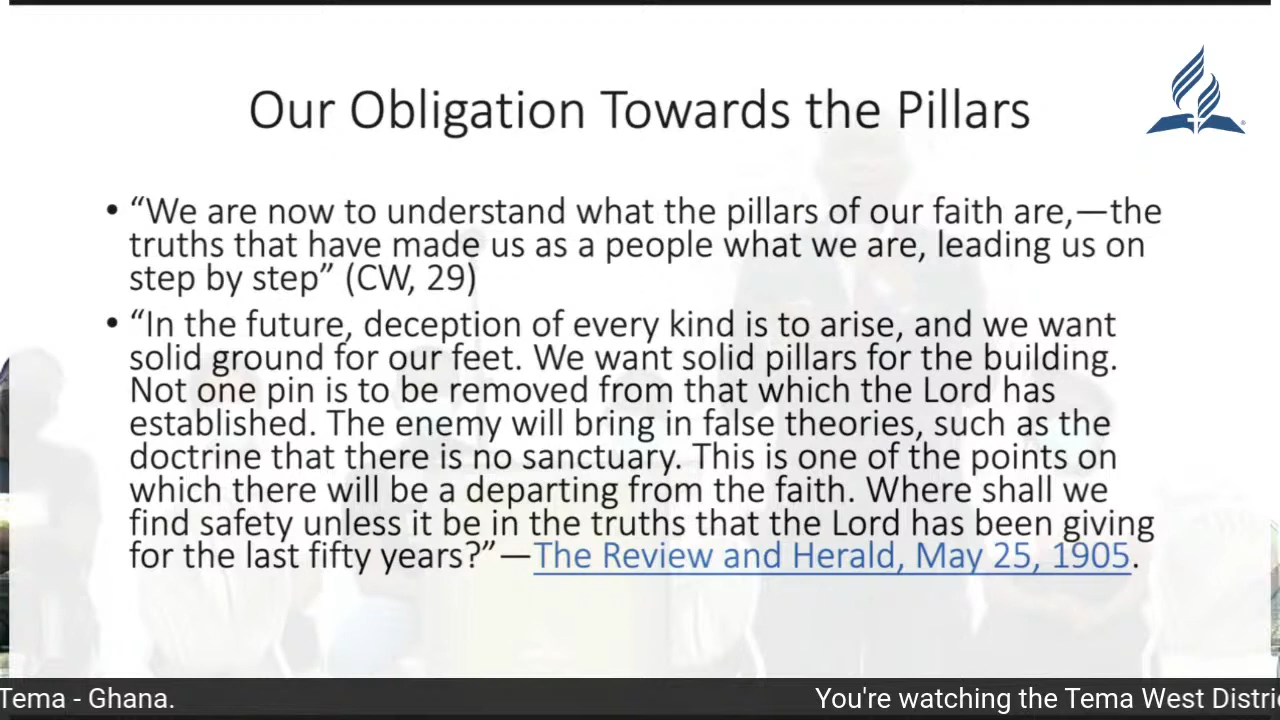 Our Obligation Towards the Pillars
• “We are now to understand what the pillars of our faith are,—the
truths that have made us as a people what we are, leading us on
step by step” (CW, 29)
• “In the future, deception of every kind is to arise, and we want
solid ground for our feet. We want solid pillars for the building.
Not one pin is to be removed from that which the Lord has
established. The enemy will bring in false theories, such as the
doctrine that there is no sanctuary. This is one of the points on
which there will be a departing from the faith. Where shall we
find safety unless it be in the truths that the Lord has been giving
for the last fifty years?”—The Review and Herald, May 25, 1905.
Tema - Ghana. You're watching the Tema West